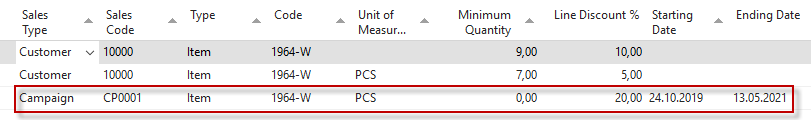 Sales Type Sales Code Type Code Unit of Measur... Minimum Quantity Line Discount % Starting Date Ending Date
Customer 10000 Item 1964-W 9,00 10,00
Customer 10000 Item 1964-W PCS 7,00 5,00
Campaign CP0001 Item 1964-W PCS 0,00 20,00 24.10.2019 13.05.2021